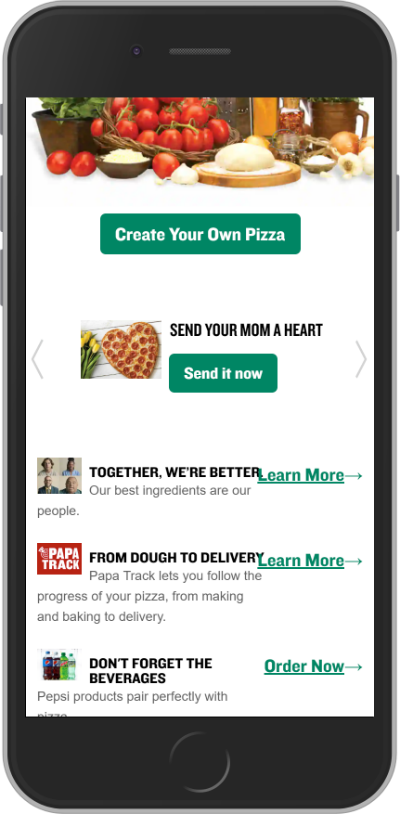 Create Your Own Pizza
SEND YOUR MOM A HEART
Send it now
TOGETHER, WE'RE BETTER
Learn More→
Our best ingredients are our
people.
PAPA
TRACK
FROM DOUGH TO DELIVERY
Learn More→
Papa Track lets you follow the
progress of your pizza, from making
and baking to delivery.
DON'T FORGET THE
BEVERAGES
Order Now→
Pepsi products pair perfectly with
pizza